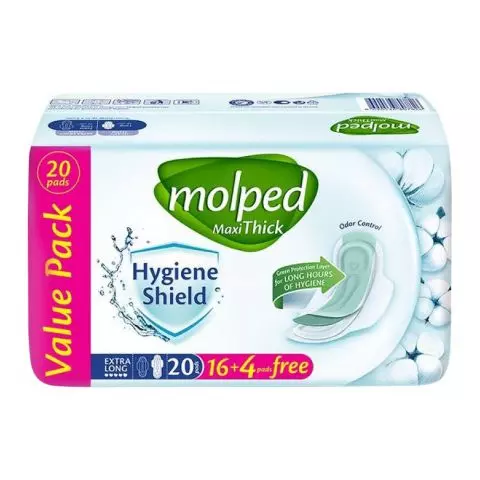 molped
MaxiThick
20
pads
Value Pack
molped
MaxiThick
Hygiene
Shield
Odor Control
Green Protection Layer
for LONG HOURS
OF HYGIENE
EXTRA
LONG
20
16+4 pads free